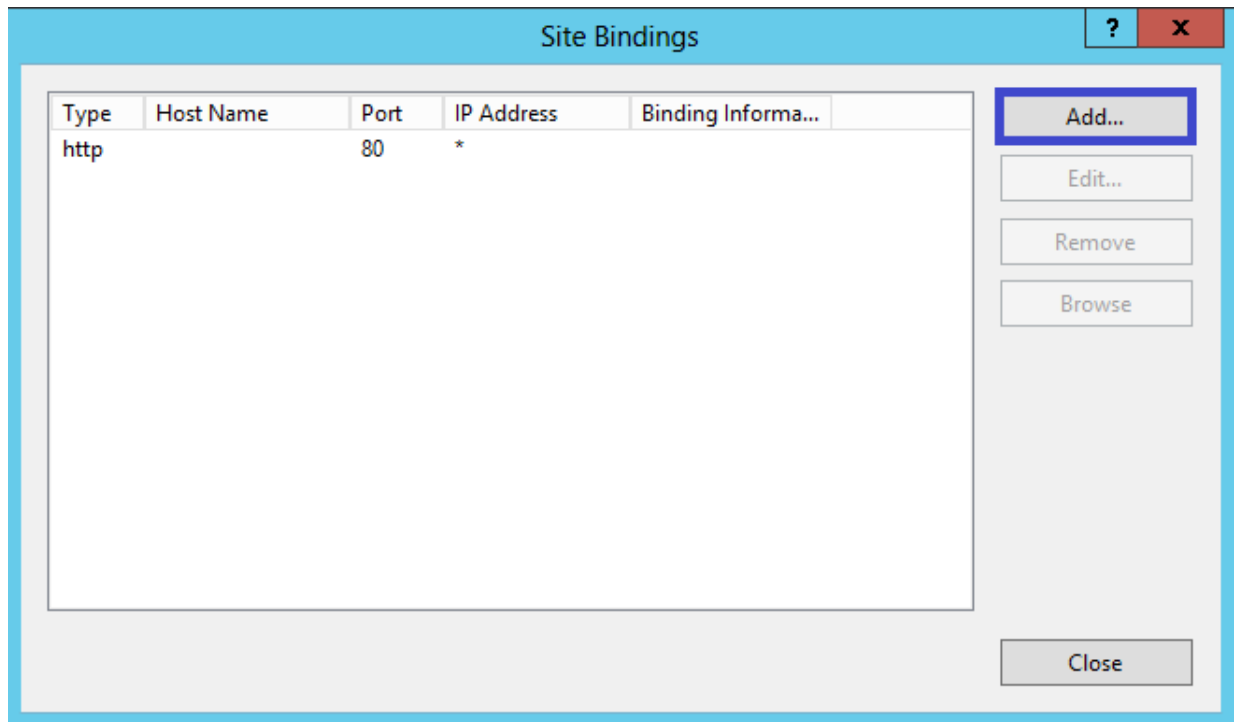 Site Bindings
? x
Type Host Name Port IP Address Binding Informa...
http 80 *
Add...
Edit...
Remove
Browse
Close